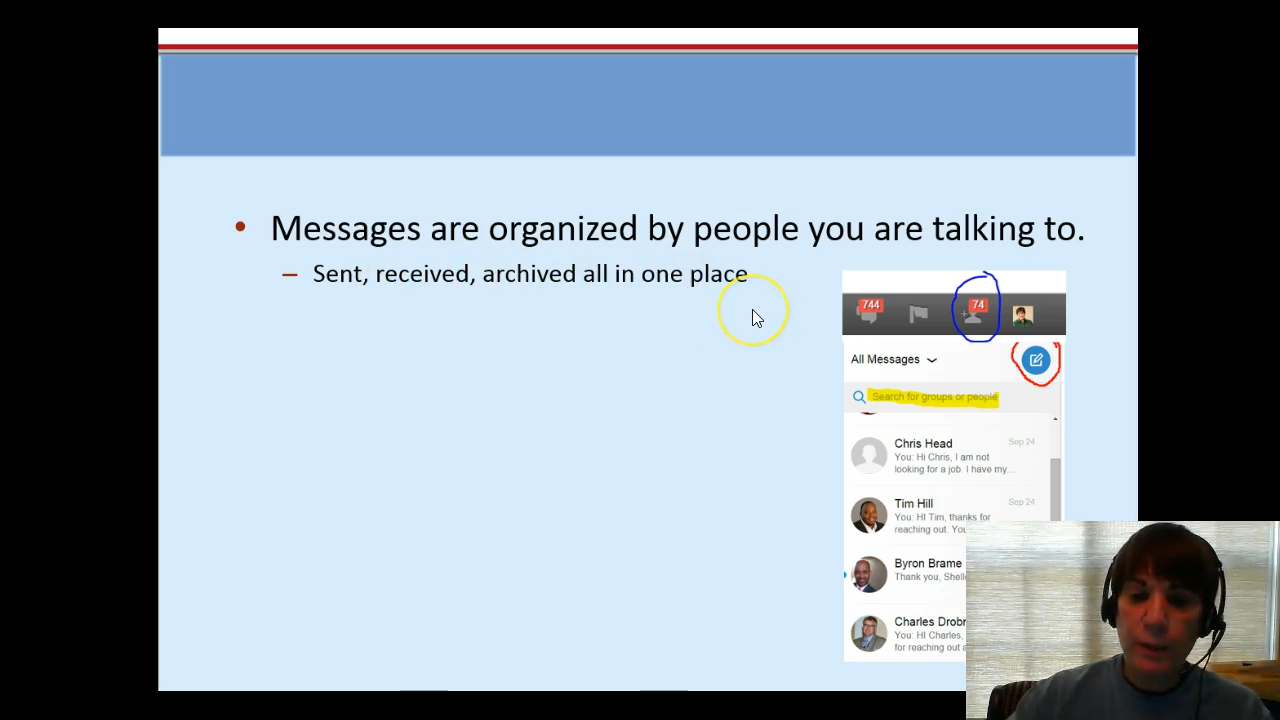 • Messages are organized by people you are talking to.
– Sent, received, archived all in one place
744 74
All Messages
Search for groups or people
Chris Head Sep 24
You: Hi Chris, I am not
looking for a job. I have my…
Tim Hill Sep 24
You: HI Tim, thanks for
reaching out. You
Byron Brame
Thank you, Shell
Charles Drobr
You: HI Charles,
for reaching out a